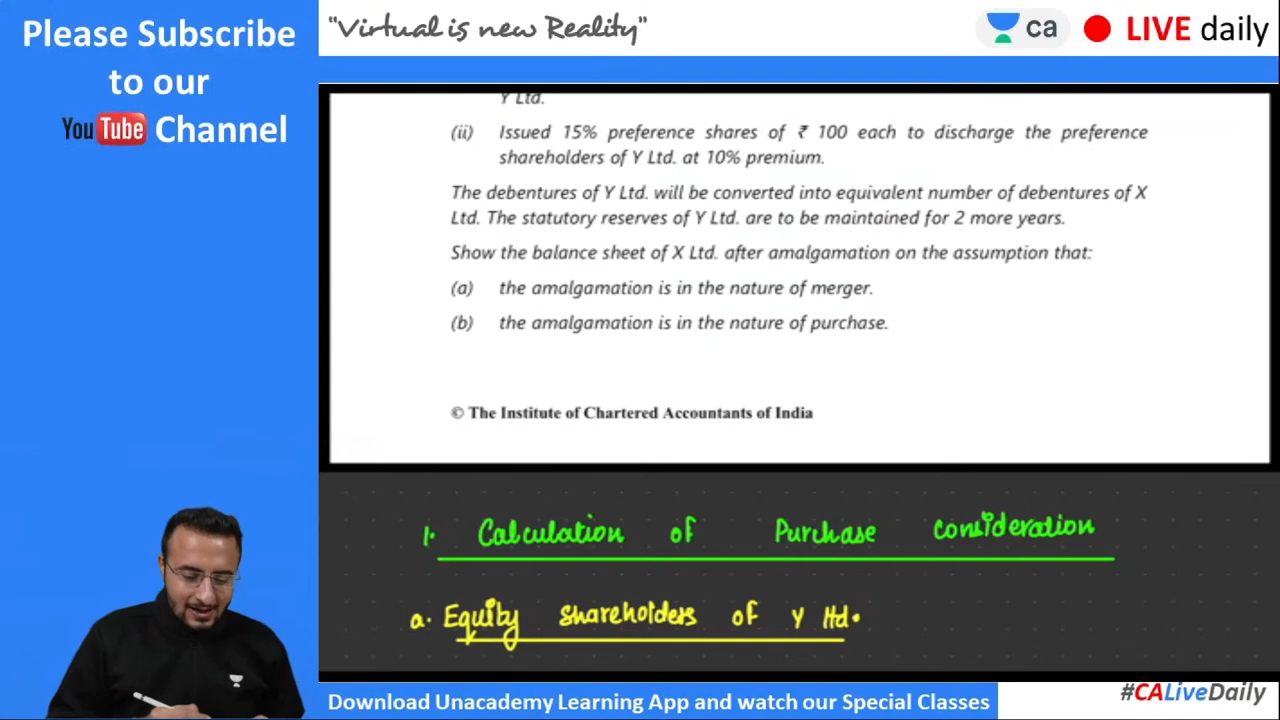 Please Subscribe
to our
YouTube Channel
"Virtual is new Reality"
ca LIVE daily
Y Ltd.
(ii) Issued 15% preference shares of ₹ 100 each to discharge the preference
shareholders of Y Ltd. at 10% premium.
The debentures of Y Ltd. will be converted into equivalent number of debentures of X
Ltd. The statutory reserves of Y Ltd. are to be maintained for 2 more years.
Show the balance sheet of X Ltd. after amalgamation on the assumption that:
(a) the amalgamation is in the nature of merger.
(b) the amalgamation is in the nature of purchase.
© The Institute of Chartered Accountants of India
1. Calculation of Purchase consideration
a. Equity shareholders of Y ltd.
Download Unacademy Learning App and watch our Special Classes
#CALiveDaily